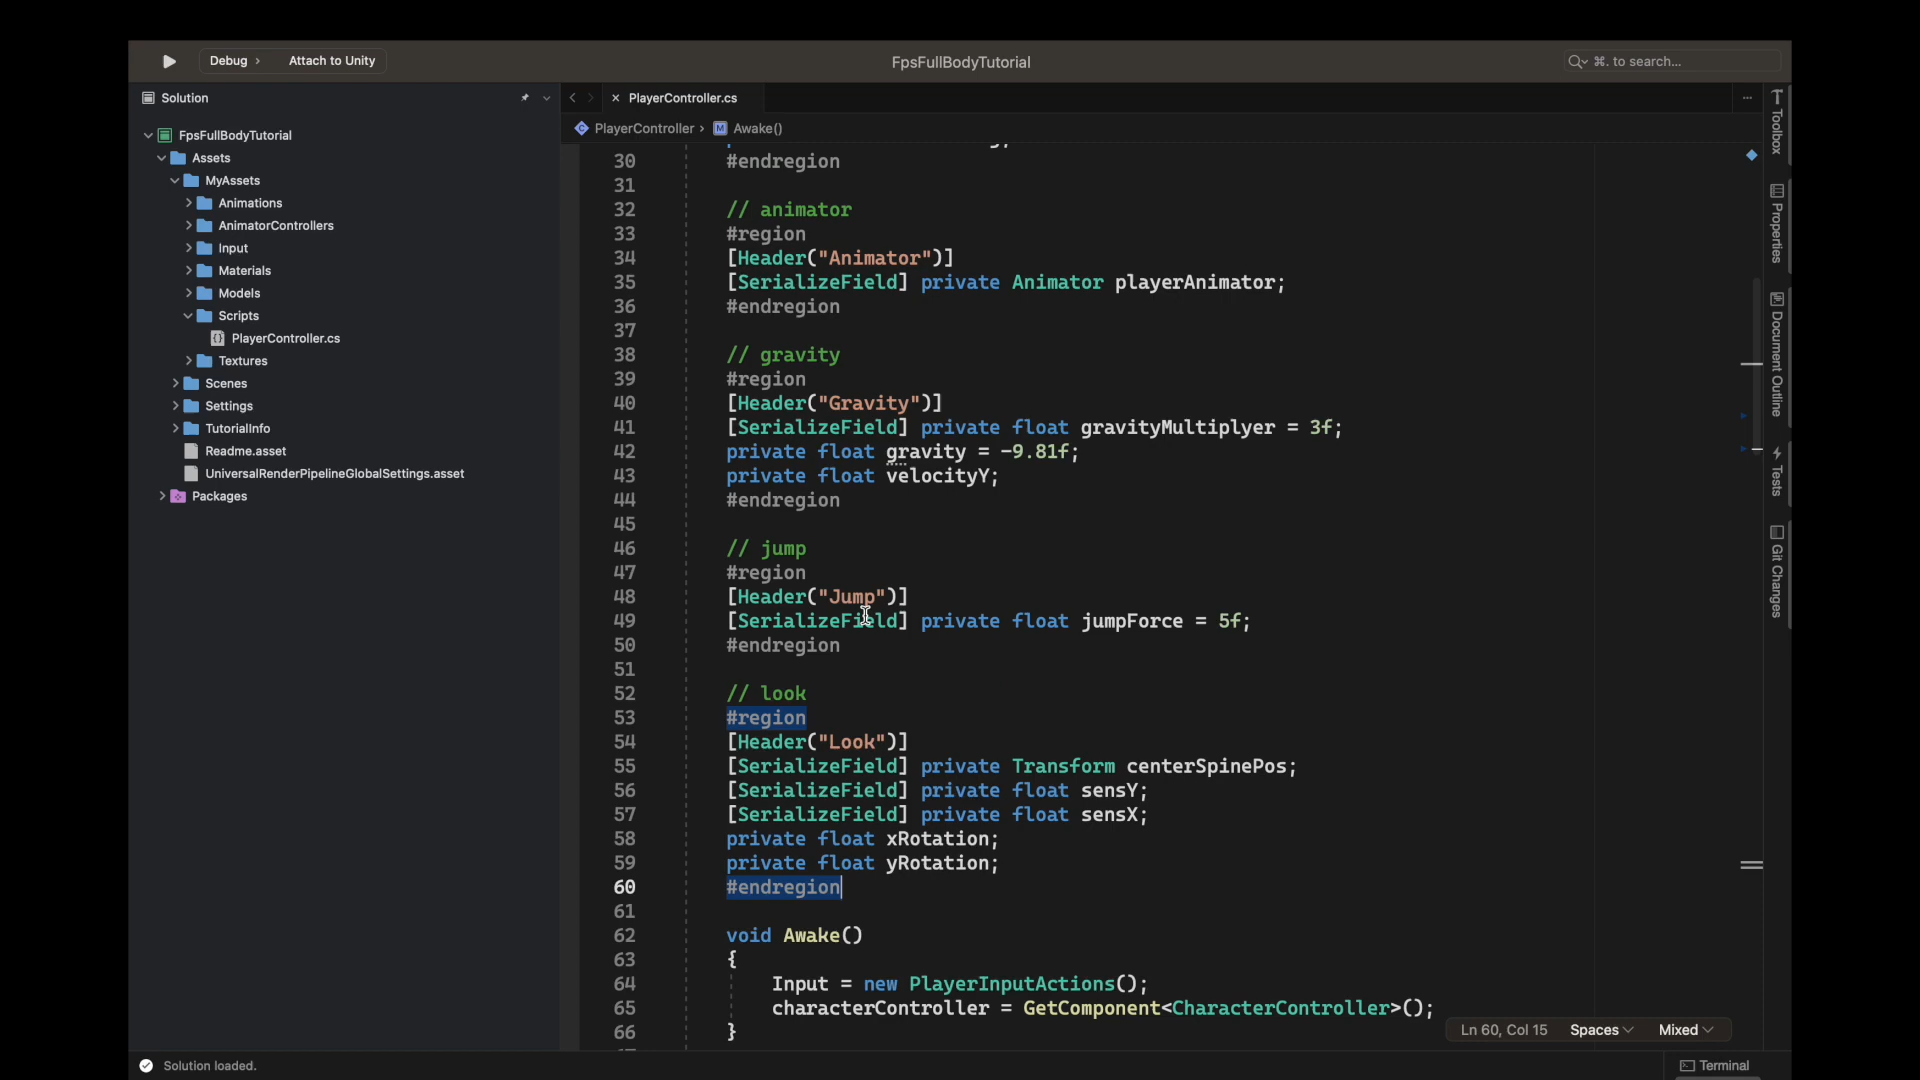 Debug › Attach to Unity
FpsFullBodyTutorial
⌘. to search...
Solution
FpsFullBodyTutorial
Assets
MyAssets
Animations
AnimatorControllers
Input
Materials
Models
Scripts
PlayerController.cs
Textures
Scenes
Settings
TutorialInfo
Readme.asset
UniversalRenderPipelineGlobalSettings.asset
Packages
PlayerController.cs
PlayerController › Awake()
30 #endregion
31
32 // animator
33 #region
34 [Header("Animator")]
35 [SerializeField] private Animator playerAnimator;
36 #endregion
37
38 // gravity
39 #region
40 [Header("Gravity")]
41 [SerializeField] private float gravityMultiplyer = 3f;
42 private float gravity = -9.81f;
43 private float velocityY;
44 #endregion
45
46 // jump
47 #region
48 [Header("Jump")]
49 [SerializeField] private float jumpForce = 5f;
50 #endregion
51
52 // look
53 #region
54 [Header("Look")]
55 [SerializeField] private Transform centerSpinePos;
56 [SerializeField] private float sensY;
57 [SerializeField] private float sensX;
58 private float xRotation;
59 private float yRotation;
60 #endregion
61
62 void Awake()
63 {
64 Input = new PlayerInputActions();
65 characterController = GetComponent<CharacterController>();
66 }
Ln 60, Col 15 Spaces Mixed
Toolbox
Properties
Document Outline
Tests
Git Changes
Solution loaded.
Terminal